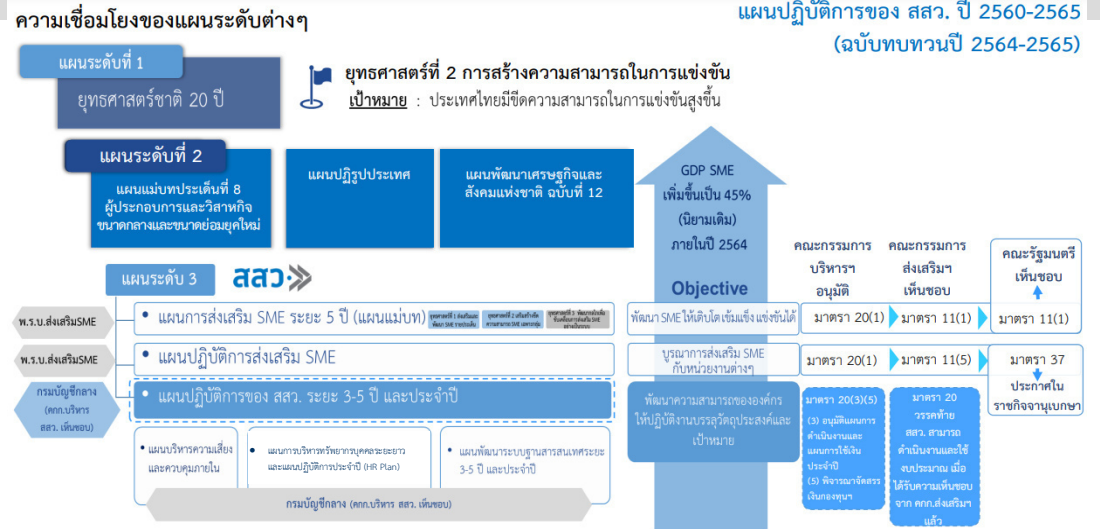 ความเชื่อมโยงของแผนระดับต่างๆ
แผนปฏิบัติการของ สสว. ปี 2560-2565
(ฉบับทบทวนปี 2564-2565)
แผนระดับที่ 1
ยุทธศาสตร์ชาติ 20 ปี
ยุทธศาสตร์ที่ 2 การสร้างความสามารถในการแข่งขัน
เป้าหมาย : ประเทศไทยมีขีดความสามารถในการแข่งขันสูงขึ้น
แผนระดับที่ 2
แผนแม่บทประเด็นที่ 8
ผู้ประกอบการและวิสาหกิจ
ขนาดกลางและขนาดย่อมยุคใหม่
แผนปฏิรูปประเทศ
แผนพัฒนาเศรษฐกิจและ
สังคมแห่งชาติ ฉบับที่ 12
GDP SME
เพิ่มขึ้นเป็น 45%
(นิยามเดิม)
ภายในปี 2564
Objective
คณะกรรมการ
บริหารฯ
อนุมัติ
คณะกรรมการ
ส่งเสริมฯ
เห็นชอบ
คณะรัฐมนตรี
เห็นชอบ
แผนระดับ 3
สสว.
พ.ร.บ.ส่งเสริมSME
• แผนการส่งเสริม SME ระยะ 5 ปี (แผนแม่บท)
พัฒนา SME ให้เติบโต เข้มแข็ง แข่งขันได้
มาตรา 20(1)
มาตรา 11(1)
มาตรา 11(1)
พ.ร.บ.ส่งเสริมSME
• แผนปฏิบัติการส่งเสริม SME
บูรณาการส่งเสริม SME
กับหน่วยงานต่างๆ
มาตรา 20(1)
มาตรา 11(5)
มาตรา 37
ประกาศใน
ราชกิจจานุเบกษา
กรมบัญชีกลาง
(คกก.บริหาร
สสว. เห็นชอบ)
• แผนปฏิบัติการของ สสว. ระยะ 3-5 ปี และประจำปี
พัฒนาความสามารถขององค์กร
ให้ปฏิบัติงานบรรลุวัตถุประสงค์และ
เป้าหมาย
มาตรา 20(3)(5)
(3) อนุมัติแผนการ
ดำเนินงานและ
แผนการใช้เงิน
ประจำปี
(5) พิจารณาจัดสรร
เงินกองทุนฯ
มาตรา 20
วรรคท้าย
สสว. สามารถ
ดำเนินงานและใช้
งบประมาณ เมื่อ
ได้รับความเห็นชอบ
จาก คกก.ส่งเสริมฯ
แล้ว
• แผนบริหารความเสี่ยง
และควบคุมภายใน
• แผนการบริหารทรัพยากรบุคคลระยะยาว
และแผนปฏิบัติการประจำปี (HR Plan)
• แผนพัฒนาระบบฐานสารสนเทศระยะ
3-5 ปี และประจำปี
กรมบัญชีกลาง (คกก.บริหาร สสว. เห็นชอบ)